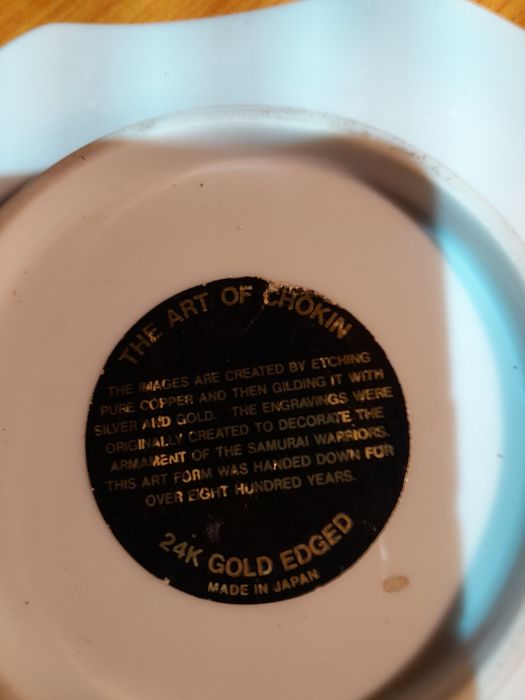 THE ART OF CHOKIN
THE IMAGES ARE CREATED BY ETCHING
PURE COPPER AND THEN GILDING IT WITH
SILVER AND GOLD. THE ENGRAVINGS WERE
ORIGINALLY CREATED TO DECORATE THE
ARMAMENT OF THE SAMURAI WARRIORS.
THIS ART FORM WAS HANDED DOWN FOR
OVER EIGHT HUNDRED YEARS.
24K GOLD EDGED
MADE IN JAPAN